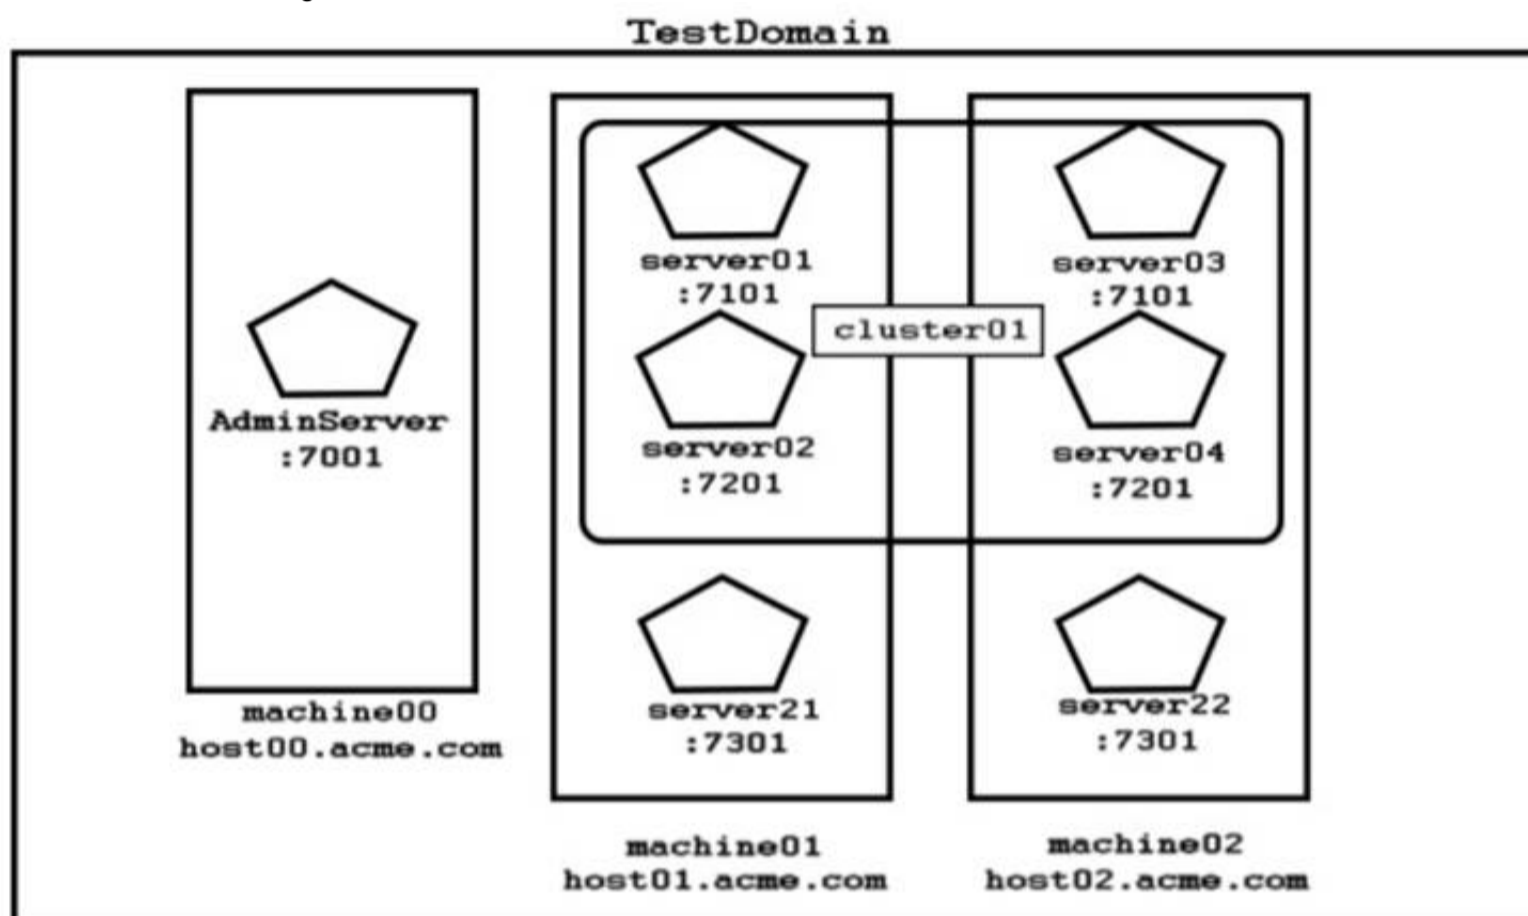 TestDomain
AdminServer
:7001
machine00
host00.acme.com
server01
:7101
server02
:7201
cluster01
server03
:7101
server04
:7201
server21
:7301
machine01
host01.acme.com
server22
:7301
machine02
host02.acme.com